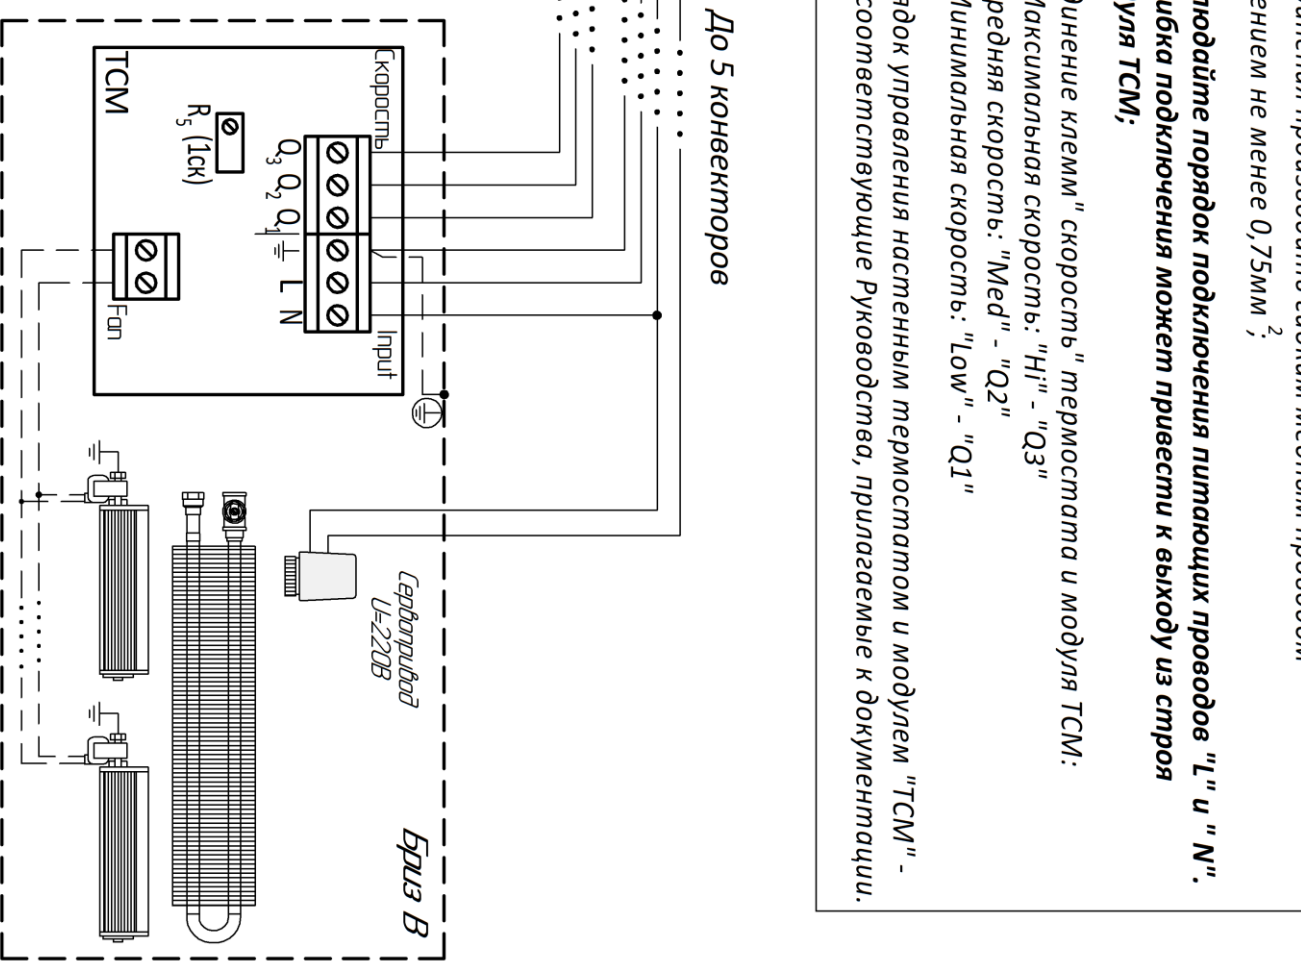 нением не менее 0,75мм²;
людайте порядок подключения питающих проводов "L" и " N".
ибка подключения может привести к выходу из строя
уля ТСМ;
динение клемм" скорость" термостата и модуля ТСМ:
Максимальная скорость: "Hi" - "Q3"
редняя скорость: "Med" - "Q2"
Минимальная скорость: "Low" - "Q1"
ядок управления настенным термостатом и модулем "ТСМ" -
соответствующие Руководства, прилагаемые к документации.
До 5 конвекторов
Скорость
Input
Q3 Q2 Q1 L N
R5 (1ск)
ТСМ
Fan
Сервопривод
U=220В
Бриз В